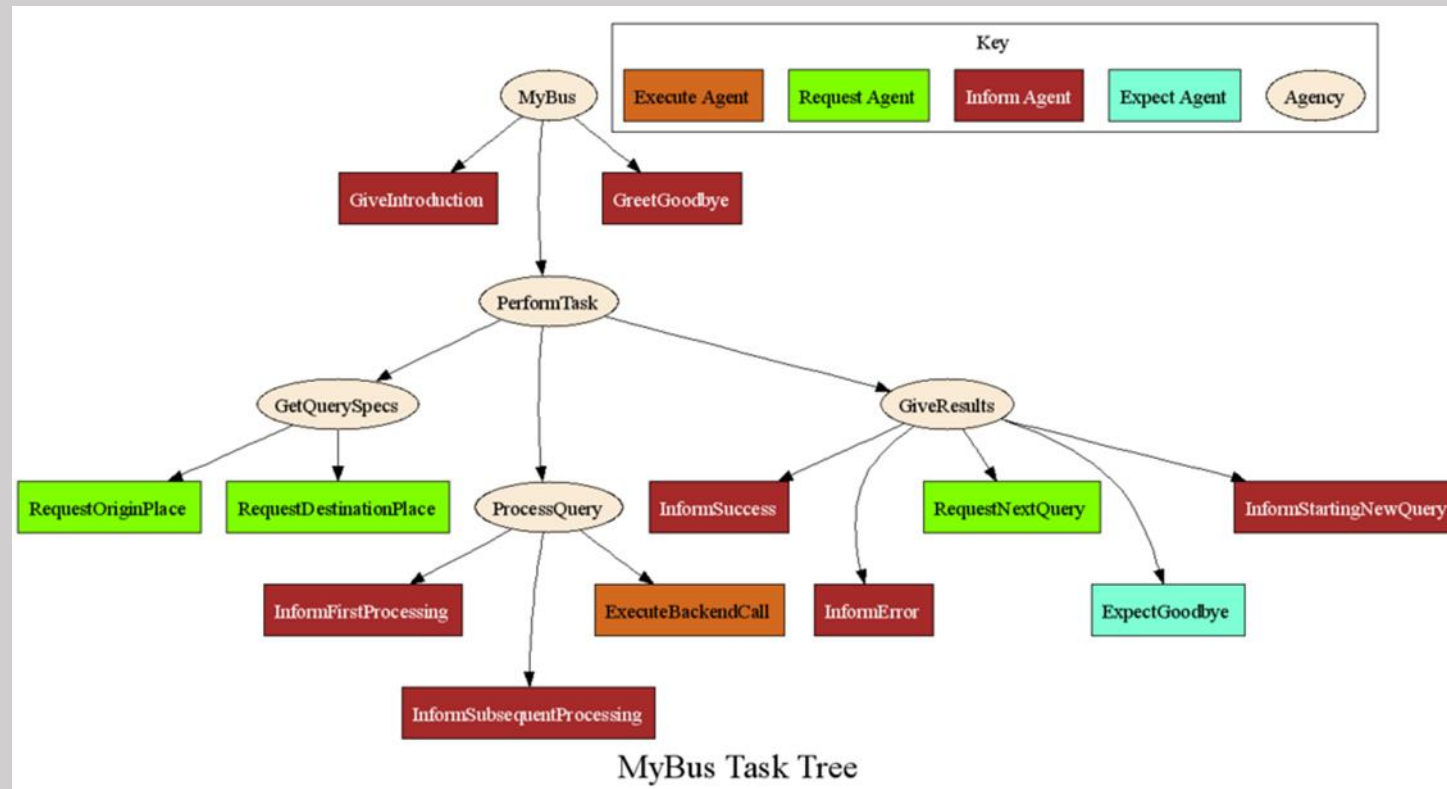 Key
MyBus
Execute Agent
Request Agent
Inform Agent
Expect Agent
Agency
GiveIntroduction
GreetGoodbye
PerformTask
GetQuerySpecs
GiveResults
RequestOriginPlace
RequestDestinationPlace
ProcessQuery
InformSuccess
RequestNextQuery
InformStartingNewQuery
InformFirstProcessing
ExecuteBackendCall
InformError
ExpectGoodbye
InformSubsequentProcessing
MyBus Task Tree